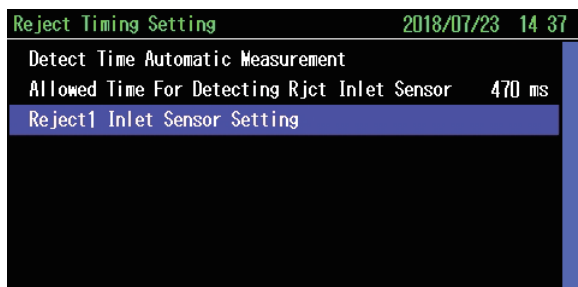 Reject Timing Setting 2018/07/23 14 37
Detect Time Automatic Measurement
Allowed Time For Detecting Rjct Inlet Sensor 470 ms
Reject1 Inlet Sensor Setting